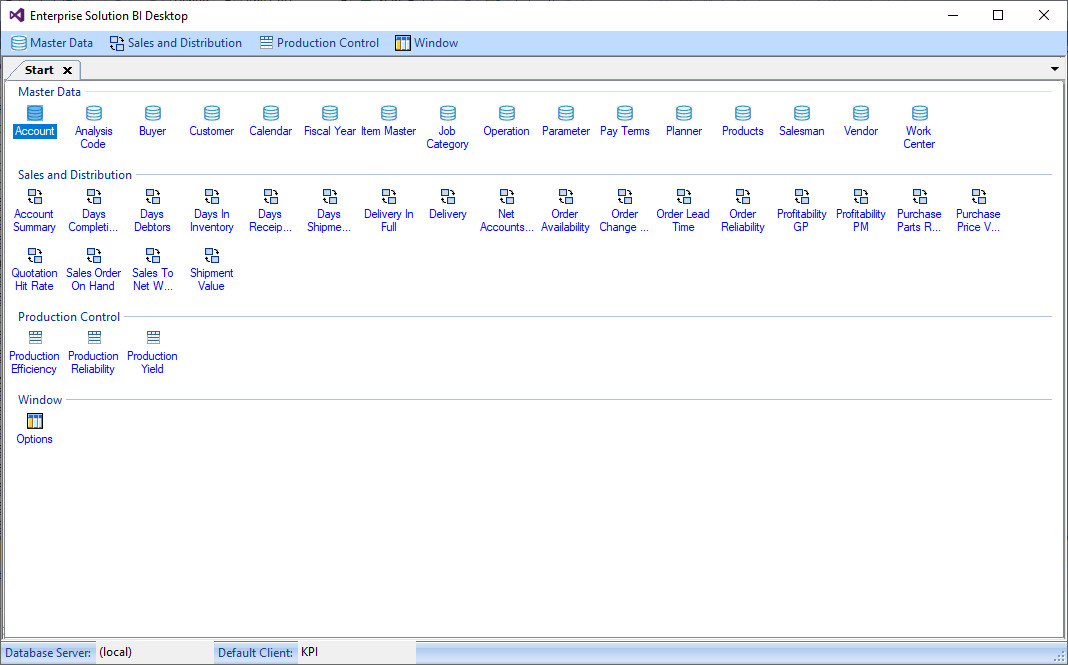 Enterprise Solution BI Desktop
Master Data Sales and Distribution Production Control Window
Start
Master Data
Account Analysis Code Buyer Customer Calendar Fiscal Year Item Master Job Category Operation Parameter Pay Terms Planner Products Salesman Vendor Work Center
Sales and Distribution
Account Summary Days Completi... Days Debtors Days In Inventory Days Receip... Days Shipme... Delivery In Full Delivery Net Accounts... Order Availability Order Change ... Order Lead Time Order Reliability Profitability GP Profitability PM Purchase Parts R... Purchase Price V...
Quotation Hit Rate Sales Order On Hand Sales To Net W... Shipment Value
Production Control
Production Efficiency Production Reliability Production Yield
Window
Options
Database Server: (local) Default Client: KPI